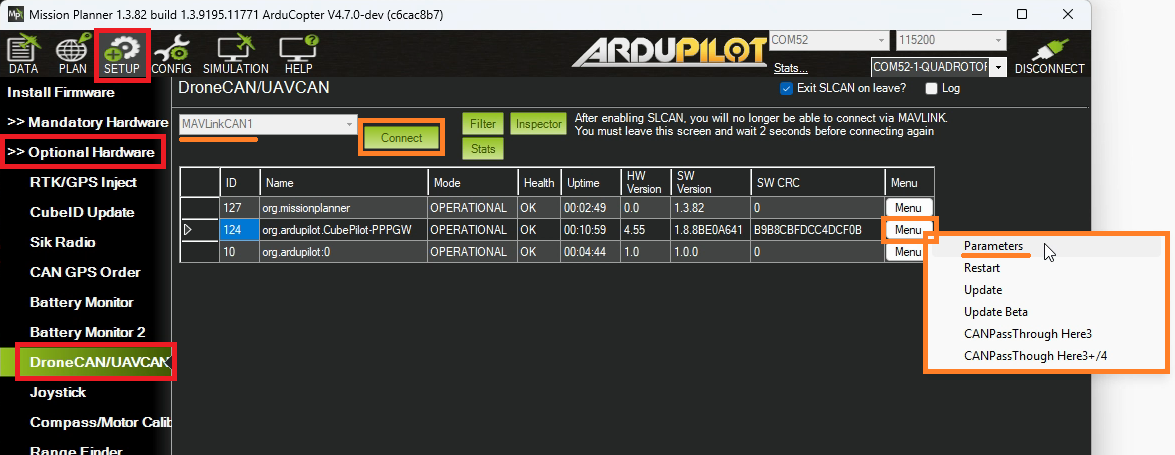 Mission Planner 1.3.82 build 1.3.9195.11771 ArduCopter V4.7.0-dev (c6cac8b7)
DATA PLAN SETUP CONFIG SIMULATION HELP
ARDUPILOT
COM52 115200
Stats... COM52-1-QUADROTOR DISCONNECT
Install Firmware
>> Mandatory Hardware
>> Optional Hardware
RTK/GPS Inject
CubeID Update
Sik Radio
CAN GPS Order
Battery Monitor
Battery Monitor 2
DroneCAN/UAVCAN
Joystick
Compass/Motor Calib
Range Finder
DroneCAN/UAVCAN
Exit SLCAN on leave? Log
MAVLinkCAN1 Connect Filter Inspector
Stats
After enabling SLCAN, you will no longer be able to connect via MAVLINK.
You must leave this screen and wait 2 seconds before connecting again
ID Name Mode Health Uptime HW Version SW Version SW CRC Menu
127 org.missionplanner OPERATIONAL OK 00:02:49 0.0 1.3.82 0 Menu
124 org.ardupilot.CubePilot-PPPGW OPERATIONAL OK 00:10:59 4.55 1.8.8BE0A641 B9B8CBFDCC4DCF0B Menu
10 org.ardupilot:0 OPERATIONAL OK 00:04:44 1.0 1.0.0 0 Menu
Parameters
Restart
Update
Update Beta
CANPassThrough Here3
CANPassThough Here3+/4